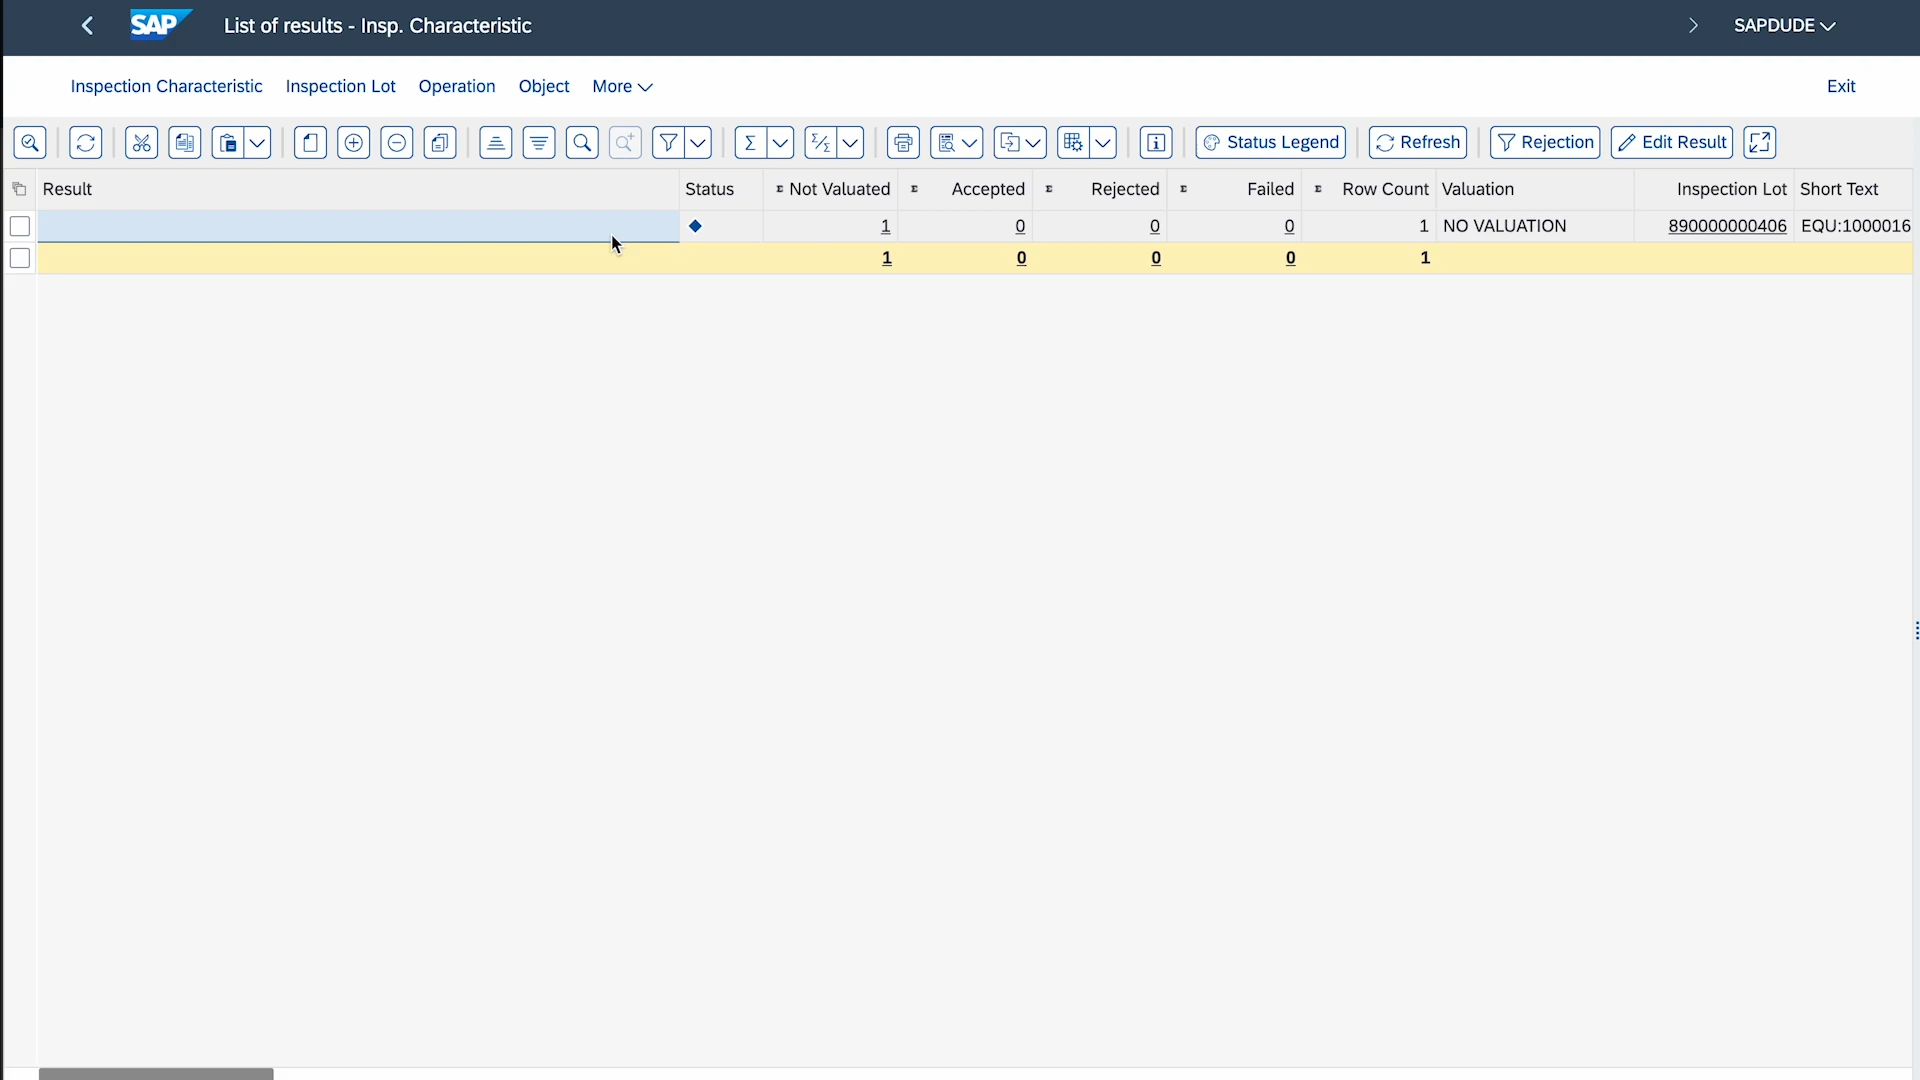 SAP List of results - Insp. Characteristic SAPDUDE
Inspection Characteristic Inspection Lot Operation Object More Exit
Status Legend Refresh Rejection Edit Result
Result Status Σ Not Valuated Σ Accepted Σ Rejected Σ Failed Σ Row Count Valuation Inspection Lot Short Text
1 0 0 0 1 NO VALUATION 890000000406 EQU:1000016
1 0 0 0 1